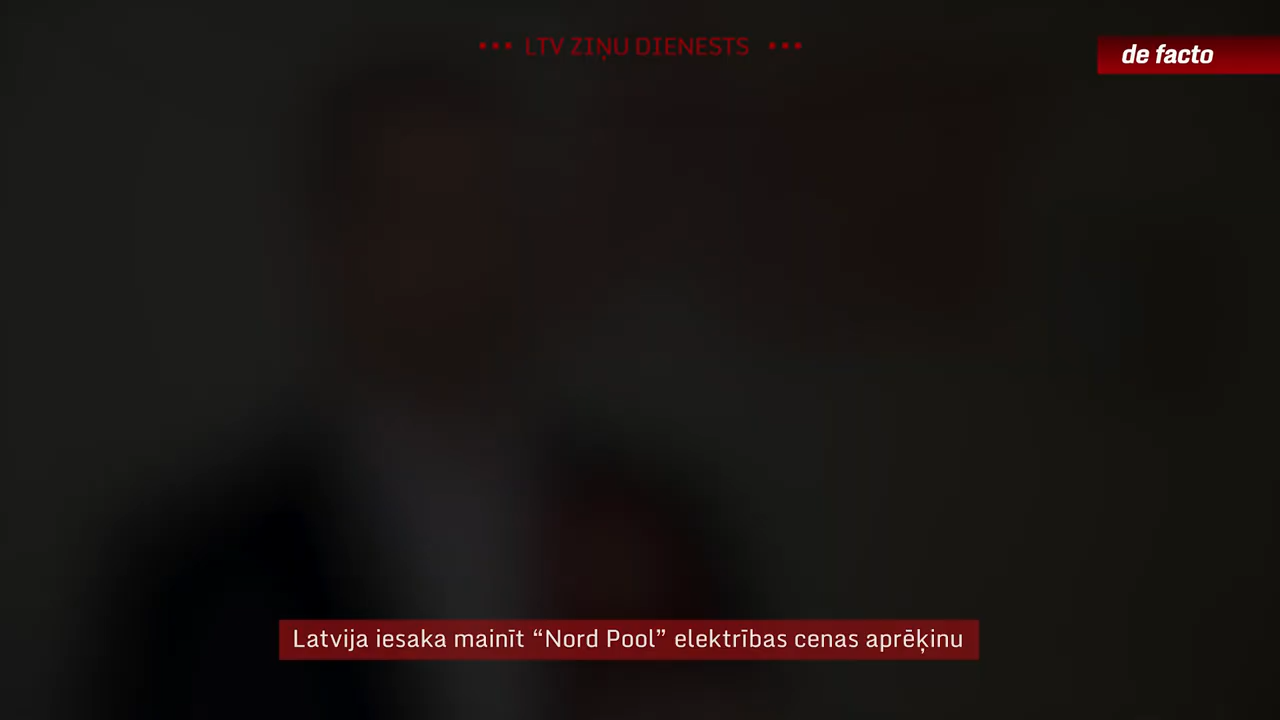 ••• LTV ZIŅU DIENESTS •••
de facto
Latvija iesaka mainīt “Nord Pool” elektrības cenas aprēķinu